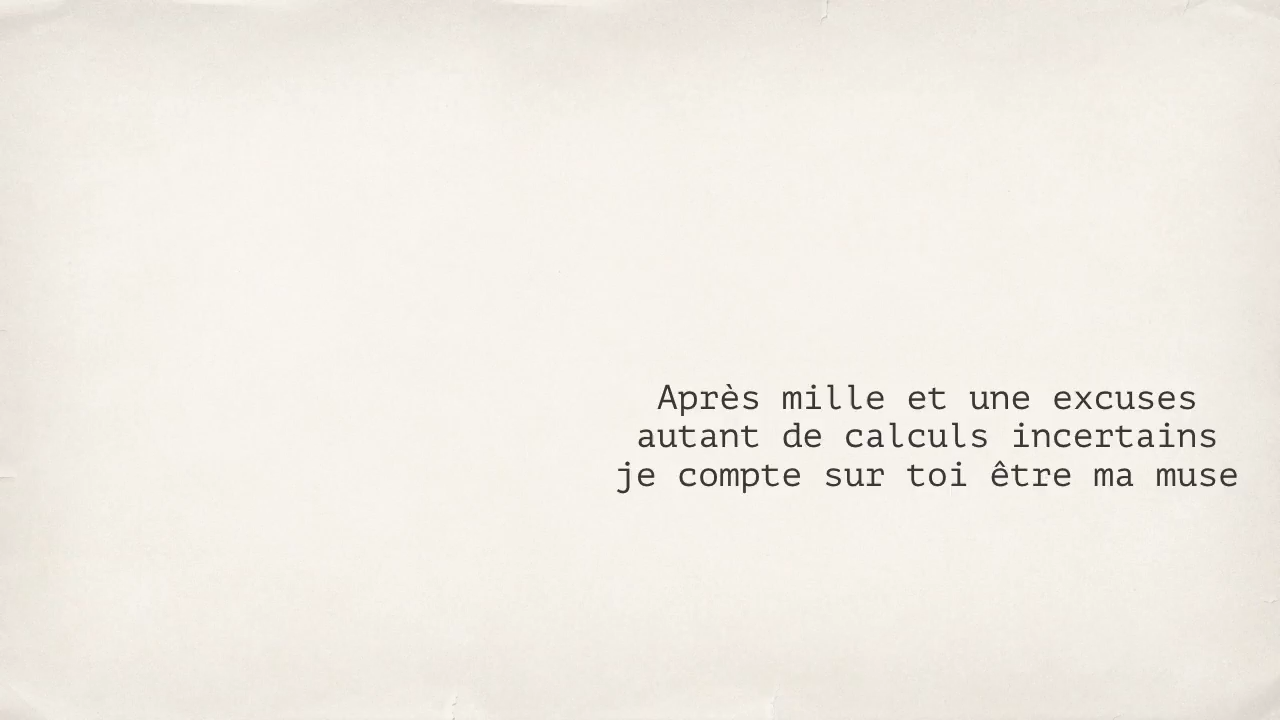 Après mille et une excuses
autant de calculs incertains
je compte sur toi être ma muse